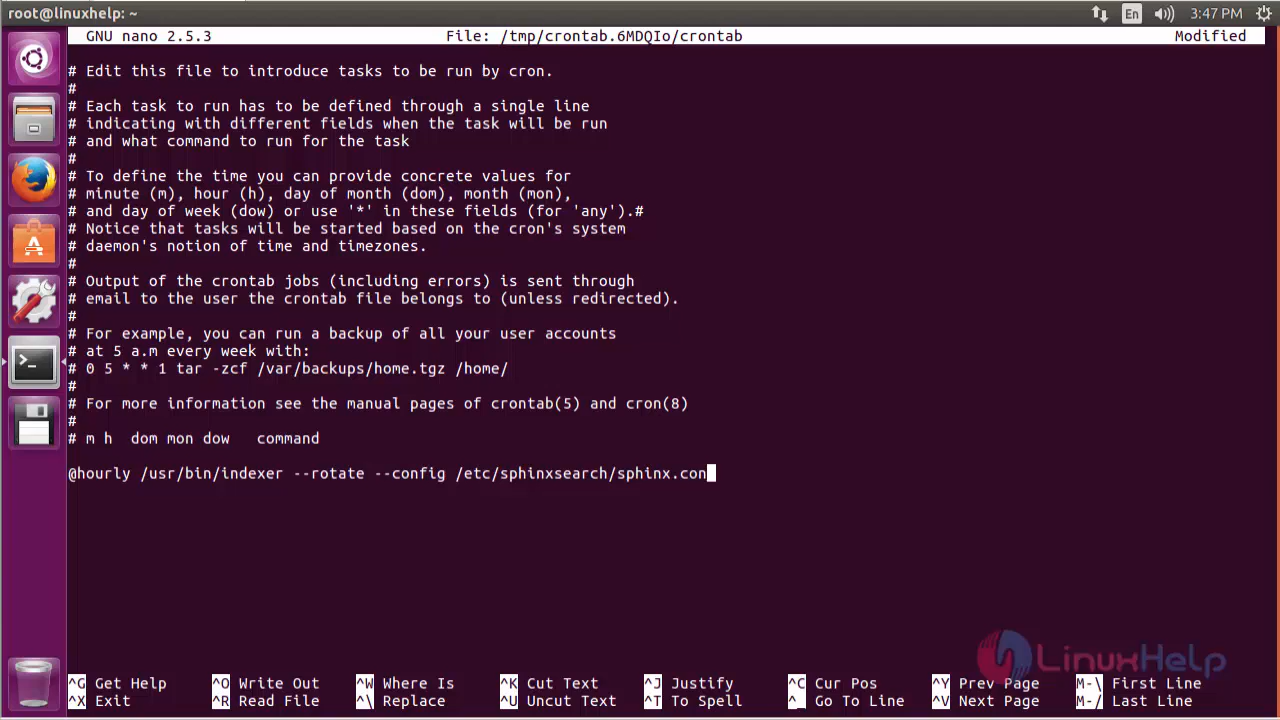 root@linuxhelp: ~
En
3:47 PM
GNU nano 2.5.3 File: /tmp/crontab.6MDQIo/crontab Modified
# Edit this file to introduce tasks to be run by cron.
#
# Each task to run has to be defined through a single line
# indicating with different fields when the task will be run
# and what command to run for the task
#
# To define the time you can provide concrete values for
# minute (m), hour (h), day of month (dom), month (mon),
# and day of week (dow) or use '*' in these fields (for 'any').#
# Notice that tasks will be started based on the cron's system
# daemon's notion of time and timezones.
#
# Output of the crontab jobs (including errors) is sent through
# email to the user the crontab file belongs to (unless redirected).
#
# For example, you can run a backup of all your user accounts
# at 5 a.m every week with:
# 0 5 * * 1 tar -zcf /var/backups/home.tgz /home/
#
# For more information see the manual pages of crontab(5) and cron(8)
#
# m h  dom mon dow   command
@hourly /usr/bin/indexer --rotate --config /etc/sphinxsearch/sphinx.con
LinuxHelp
^G Get Help ^O Write Out ^W Where Is ^K Cut Text ^J Justify ^C Cur Pos ^Y Prev Page M-\ First Line
^X Exit ^R Read File ^\ Replace ^U Uncut Text ^T To Spell ^_ Go To Line ^V Next Page M-/ Last Line